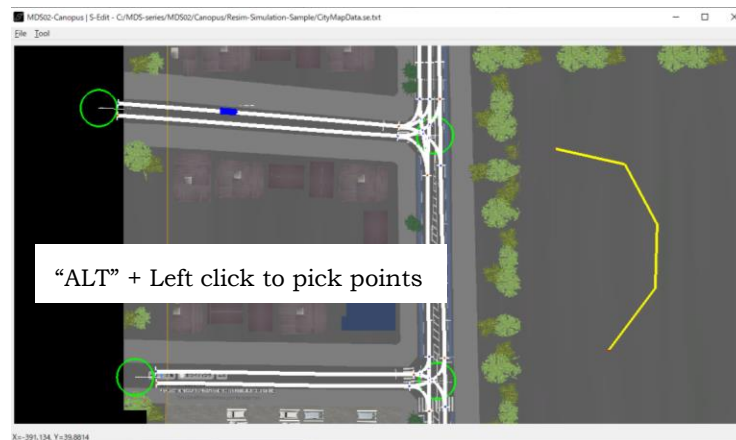 MDS02-Canopus | S-Edit - C:/MDS-series/MDS02/Canopus/Resim-Simulation-Sample/CityMapData.se.txt
File Tool
“ALT” + Left click to pick points
X=-391.134, Y=39.8814